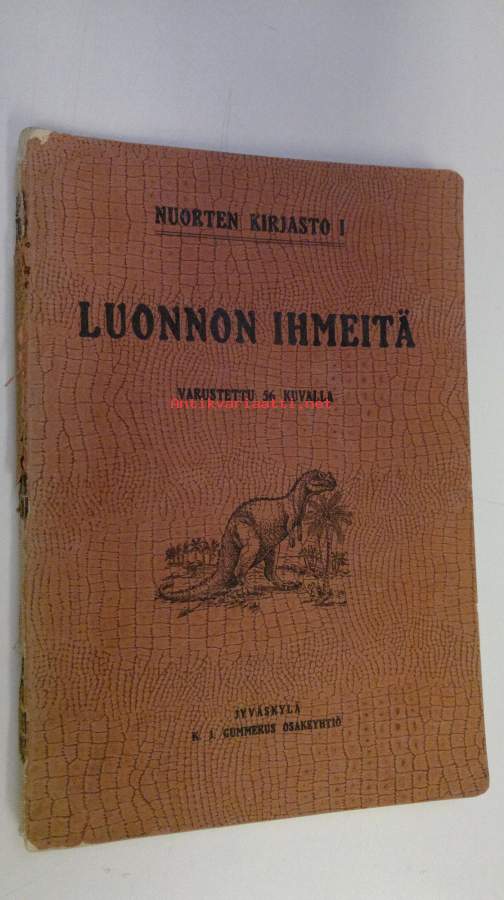 NUORTEN KIRJASTO I
LUONNON IHMEITÄ
VARUSTETTU 56 KUVALLA
Antikvariaatti.net
JYVÄSKYLÄ
K. J. GUMMERUS OSAKEYHTIÖ